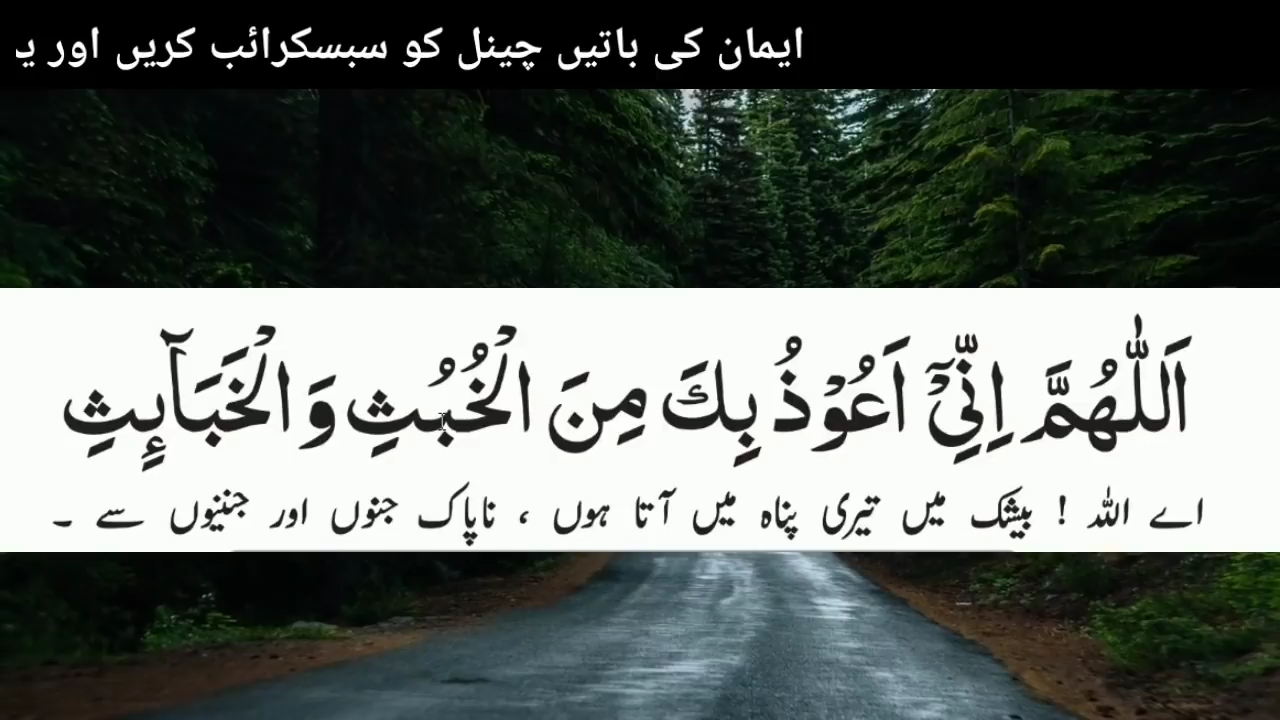 ایمان کی باتیں چینل کو سبسکرائب کریں اور
اَللّٰهُمَّ اِنِّیْۤ اَعُوْذُ بِكَ مِنَ الْخُبُثِ وَ الْخَبَآئِثِ
اے اللہ ! بیشک میں تیری پناہ میں آتا ہوں ، ناپاک جنوں اور جننیوں سے ۔